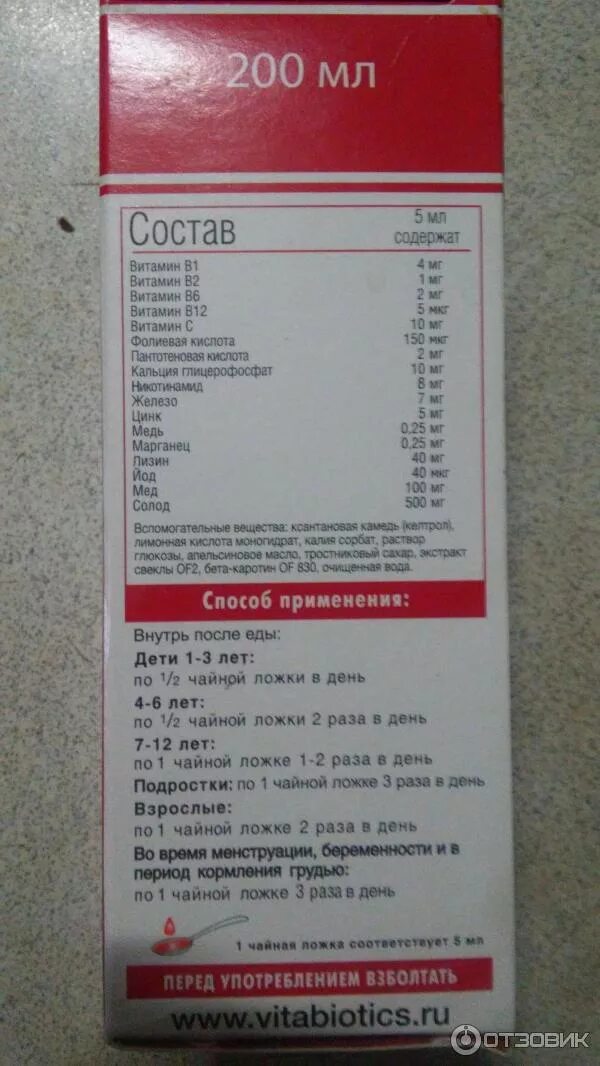 200 мл
Состав 5 мл содержат
Витамин B1 4 мг
Витамин B2 1 мг
Витамин B6 2 мг
Витамин B12 5 мкг
Витамин C 10 мг
Фолиевая кислота 150 мкг
Пантотеновая кислота 2 мг
Кальция глицерофосфат 10 мг
Никотинамид 8 мг
Железо 7 мг
Цинк 5 мг
Медь 0,25 мг
Марганец 0,25 мг
Лизин 40 мг
Йод 40 мкг
Мед 100 мг
Солод 500 мг
Вспомогательные вещества: ксантановая камедь (келтрол),
лимонная кислота моногидрат, калия сорбат, раствор
глюкозы, апельсиновое масло, тростниковый сахар, экстракт
свеклы OF2, бета-каротин OF 830, очищенная вода.
Способ применения:
Внутрь после еды:
Дети 1-3 лет:
по 1/2 чайной ложки в день
4-6 лет:
по 1/2 чайной ложки 2 раза в день
7-12 лет:
по 1 чайной ложке 1-2 раза в день
Подростки: по 1 чайной ложке 3 раза в день
Взрослые:
по 1 чайной ложке 2 раза в день
Во время менструации, беременности и в
период кормления грудью:
по 1 чайной ложке 3 раза в день
1 чайная ложка соответствует 5 мл
ПЕРЕД УПОТРЕБЛЕНИЕМ ВЗБОЛТАТЬ
www.vitabiotics.ru
ОТЗОВИК